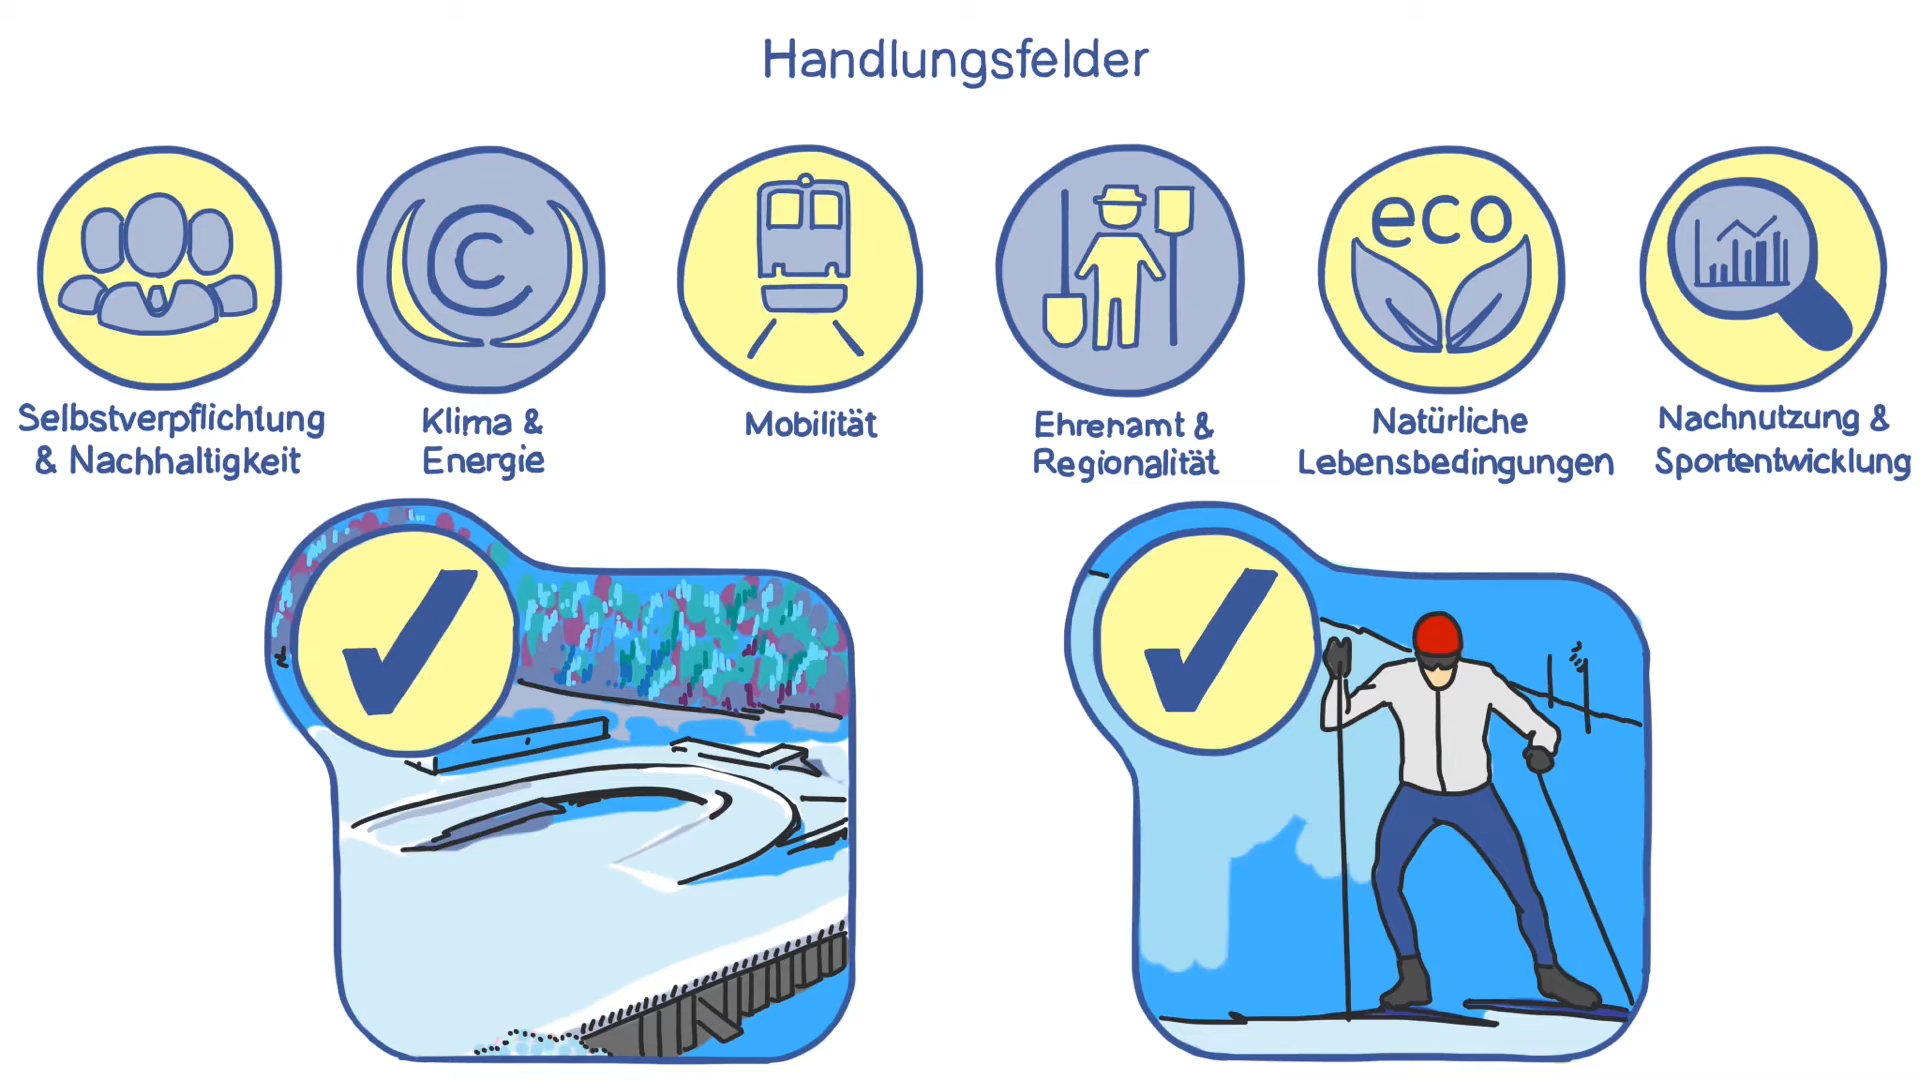 Handlungsfelder
C
eco
Selbstverpflichtung
& Nachhaltigkeit
Klima &
Energie
Mobilität
Ehrenamt &
Regionalität
Natürliche
Lebensbedingungen
Nachnutzung &
Sportentwicklung